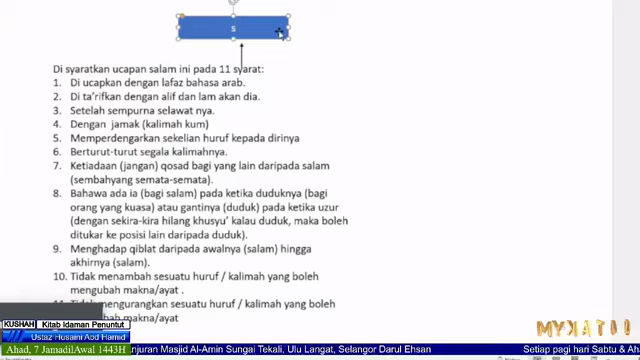 s
Di syaratkan ucapan salam ini pada 11 syarat:
1. Di ucapkan dengan lafaz bahasa arab.
2. Di ta'rifkan dengan alif dan lam akan dia.
3. Setelah sempurna selawat nya.
4. Dengan jamak (kalimah kum)
5. Memperdengarkan sekelian huruf kepada dirinya
6. Berturut-turut segala kalimahnya.
7. Ketiadaan (jangan) qosad bagi yang lain daripada salam
(sembahyang semata-semata).
8. Bahawa ada ia (bagi salam) pada ketika duduknya (bagi
orang yang kuasa) atau gantinya (duduk) pada ketika uzur
(dengan sekira-kira hilang khusyu' kalau duduk, maka boleh
ditukar ke posisi lain daripada duduk).
9. Menghadap qiblat daripada awalnya (salam) hingga
akhirnya (salam).
10. Tidak menambah sesuatu huruf / kalimah yang boleh
mengubah makna/ayat .
11. Tidak mengurangkan sesuatu huruf / kalimah yang boleh
makna/ayat
KUSHAH Kitab Idaman Penuntut
Ustaz Husaini Abd Hamid
MYKATOO
Ahad, 7 JamadilAwal 1443H anjuran Masjid Al-Amin Sungai Tekali, Ulu Langat, Selangor Darul Ehsan Setiap pagi hari Sabtu & Ah